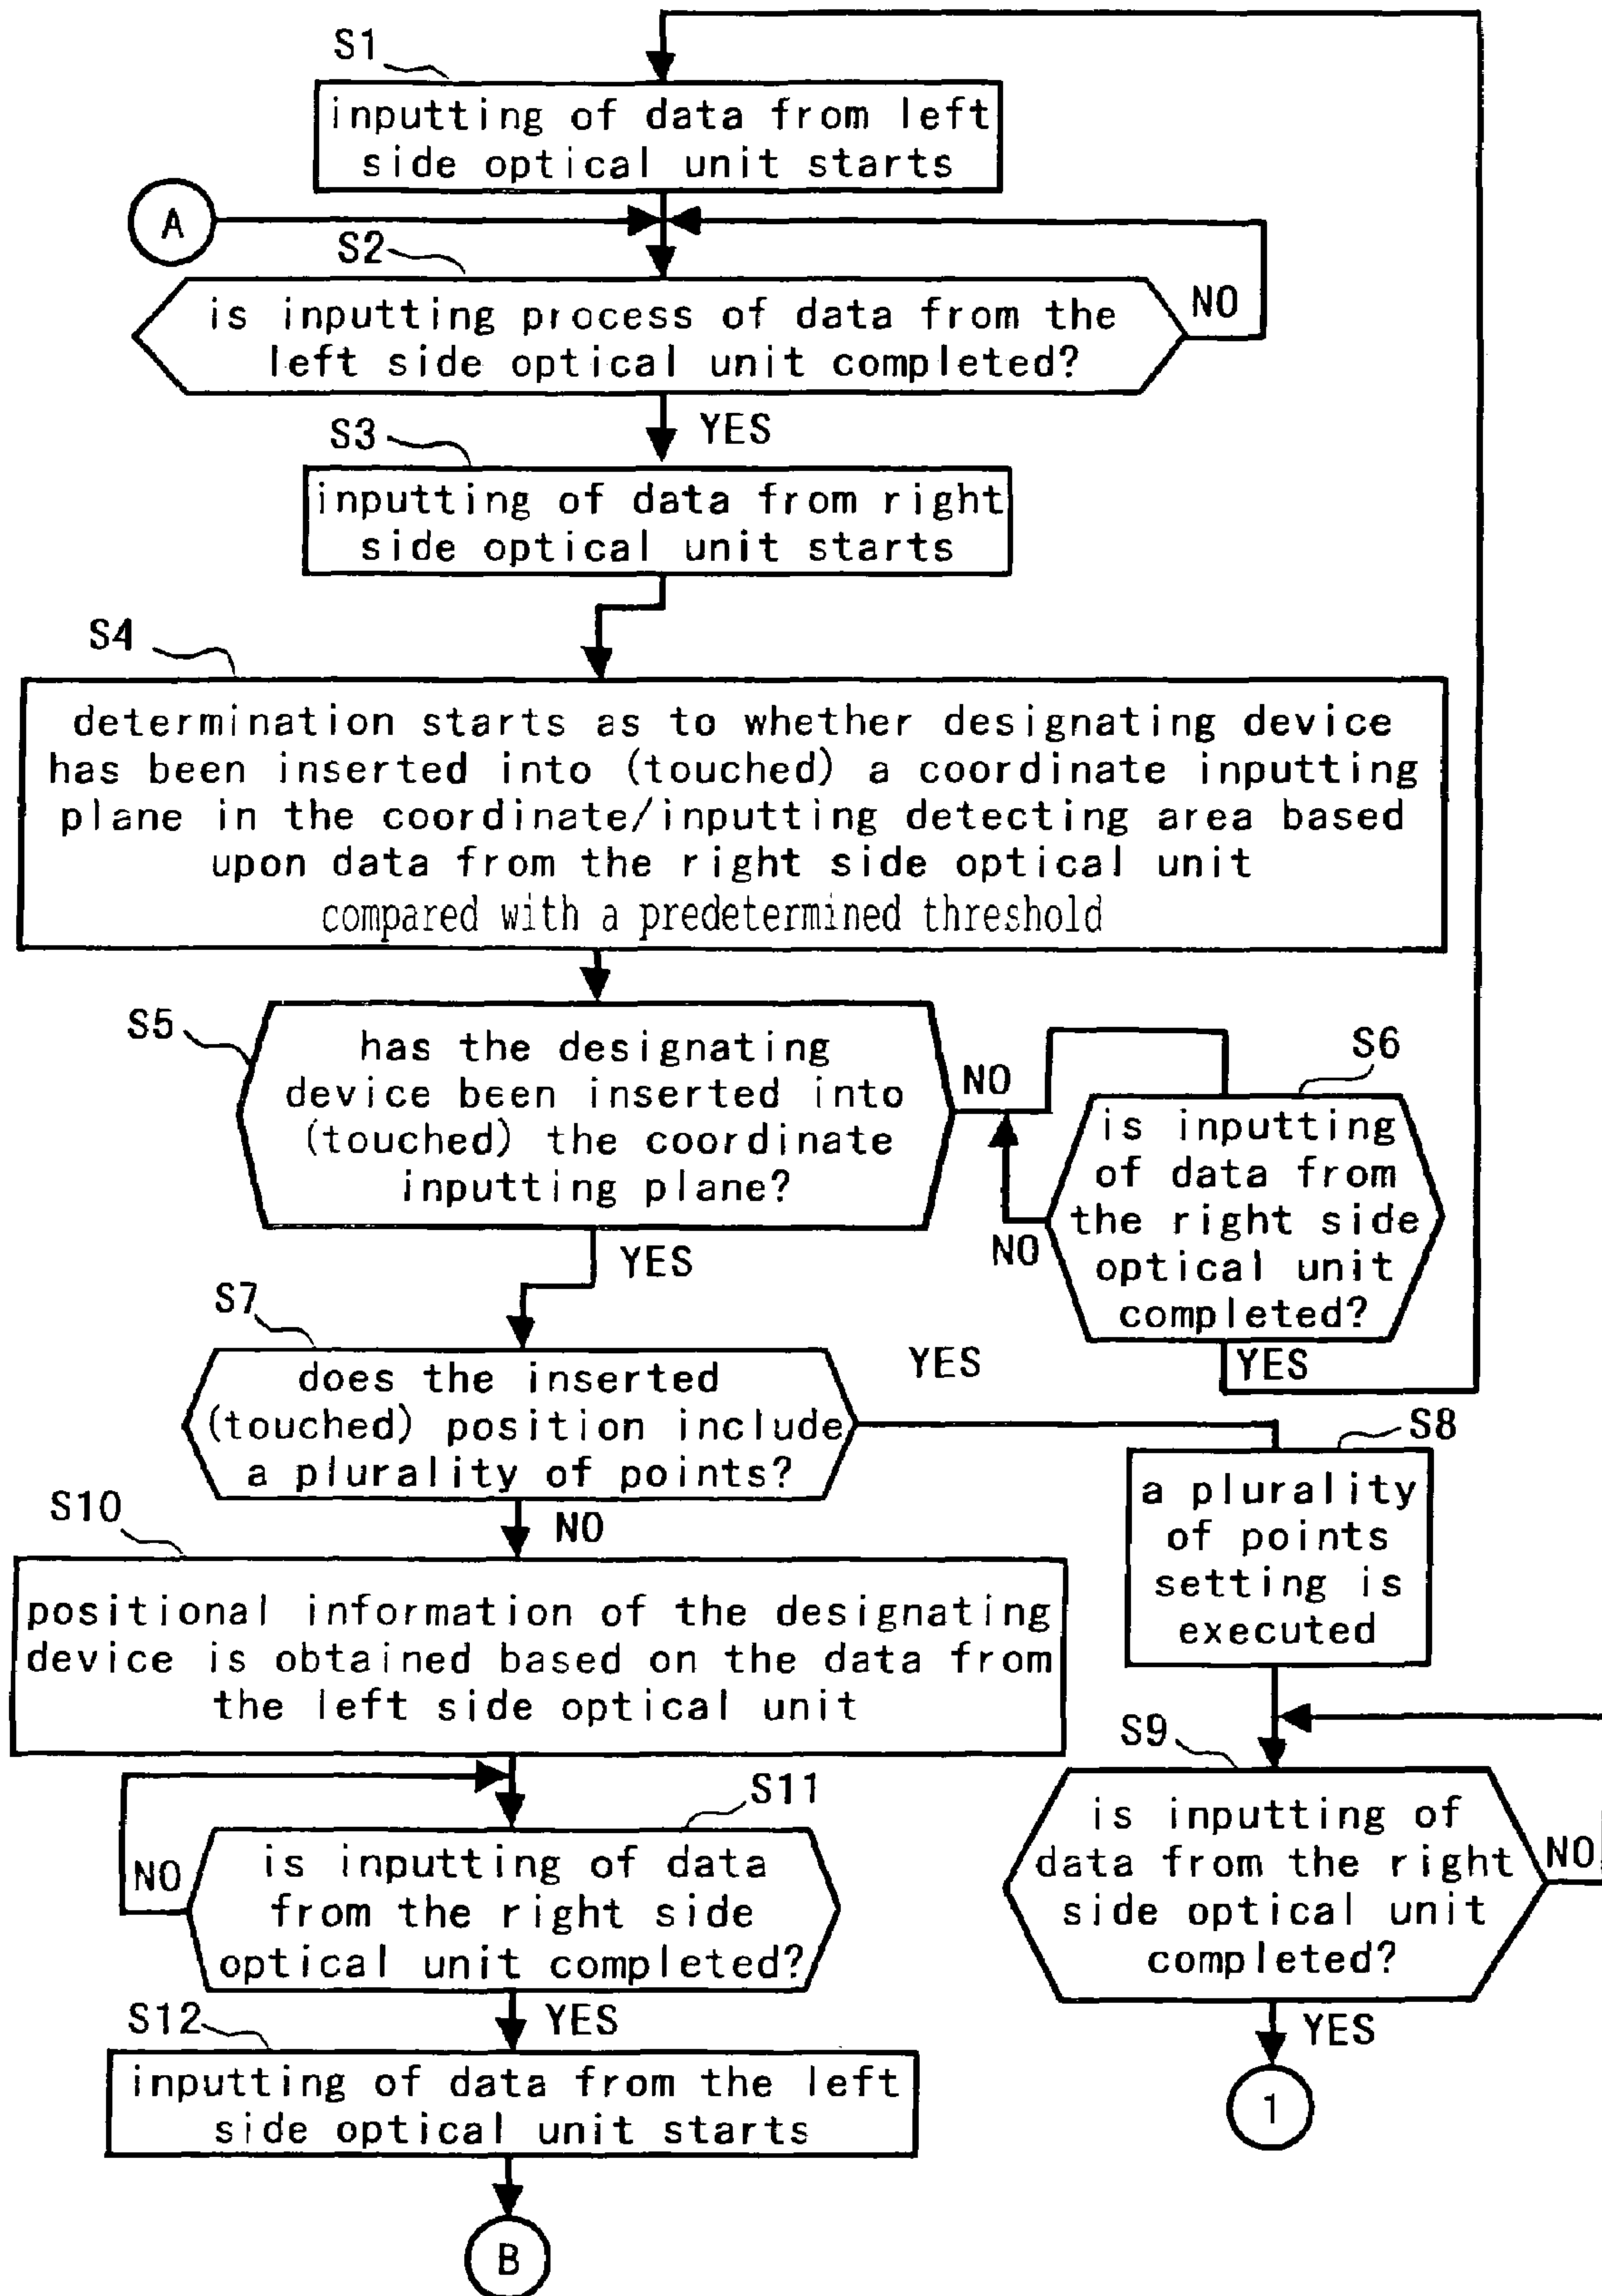 S1
inputting of data from left
side optical unit starts
A
S2
is inputting process of data from the
left side optical unit completed?
NO
YES
S3
inputting of data from right
side optical unit starts
S4
determination starts as to whether designating device
has been inserted into (touched) a coordinate inputting
plane in the coordinate/inputting detecting area based
upon data from the right side optical unit
compared with a predetermined threshold
S5
has the designating
device been inserted into
(touched) the coordinate
inputting plane?
NO
S6
is inputting
of data from
the right side
optical unit
completed?
NO
YES
YES
S7
does the inserted
(touched) position include
a plurality of points?
YES
S8
a plurality
of points
setting is
executed
NO
S10
positional information of the designating
device is obtained based on the data from
the left side optical unit
S9
is inputting of
data from the right
side optical unit
completed?
NO
YES
1
S11
is inputting of data
from the right side
optical unit completed?
NO
YES
S12
inputting of data from the left
side optical unit starts
B